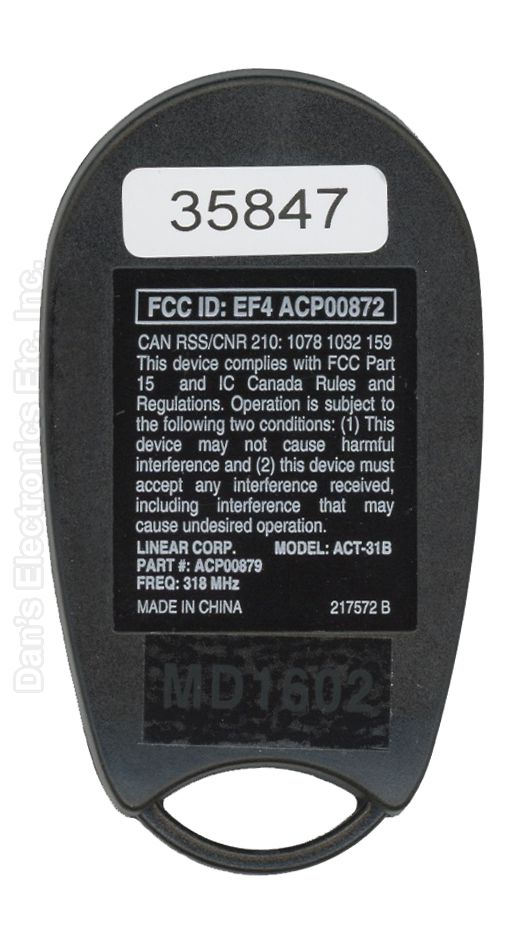 35847
FCC ID: EF4 ACP00872
CAN RSS/CNR 210: 1078 1032 159
This device complies with FCC Part
15 and IC Canada Rules and
Regulations. Operation is subject to
the following two conditions: (1) This
device may not cause harmful
interference and (2) this device must
accept any interference received,
including interference that may
cause undesired operation.
LINEAR CORP. MODEL: ACT-31B
PART #: ACP00879
FREQ: 318 MHz
MADE IN CHINA 217572 B
MD1602
Dan's Electronics Etc. Inc.